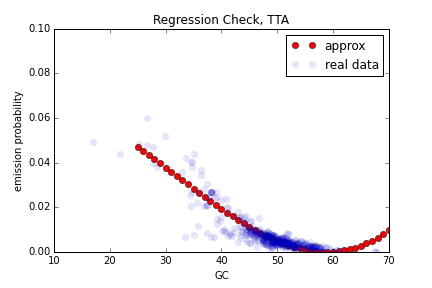 Regression Check, TTA
0.10
0.08
0.06
0.04
0.02
0.00
emission probability
approx
real data
10 20 30 40 50 60 70
GC